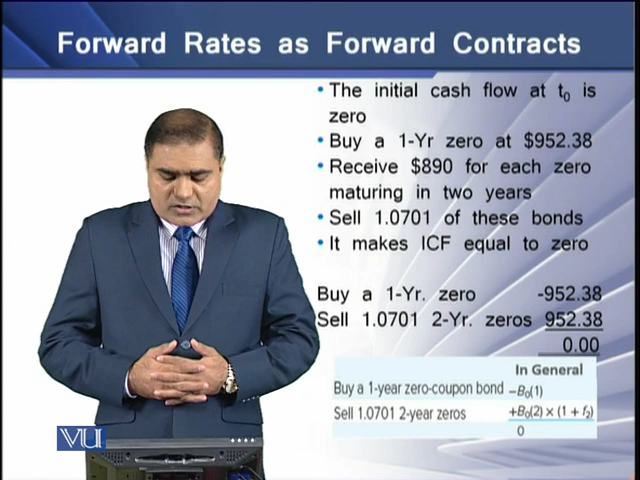 Forward Rates as Forward Contracts
• The initial cash flow at t₀ is
zero
• Buy a 1-Yr zero at $952.38
• Receive $890 for each zero
maturing in two years
• Sell 1.0701 of these bonds
• It makes ICF equal to zero
Buy a 1-Yr. zero -952.38
Sell 1.0701 2-Yr. zeros 952.38
0.00
In General
Buy a 1-year zero-coupon bond −B₀(1)
Sell 1.0701 2-year zeros +B₀(2) × (1 + f₂)
0
VU